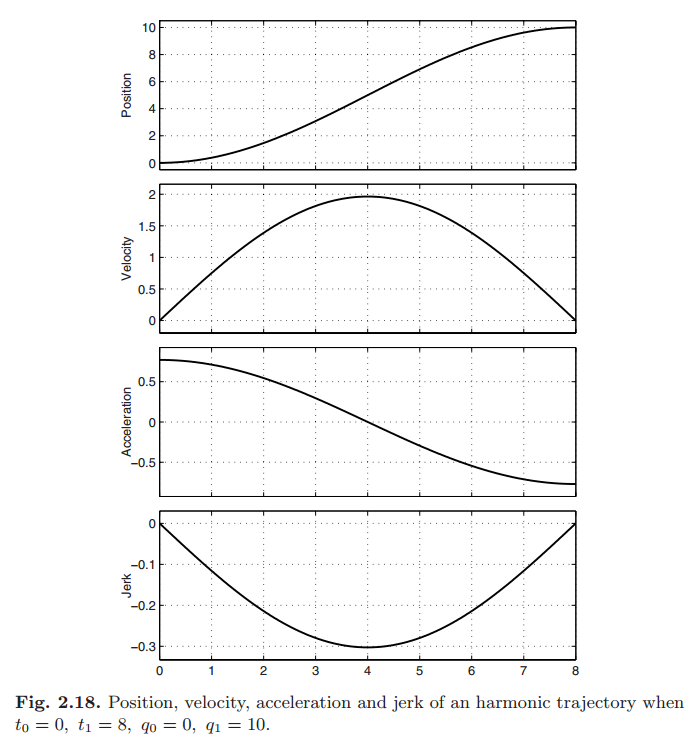 10
8
6
4
2
0
Position
2
1.5
1
0.5
0
Velocity
0.5
0
−0.5
Acceleration
0
−0.1
−0.2
−0.3
Jerk
0 1 2 3 4 5 6 7 8
Fig. 2.18. Position, velocity, acceleration and jerk of an harmonic trajectory when
t₀ = 0, t₁ = 8, q₀ = 0, q₁ = 10.